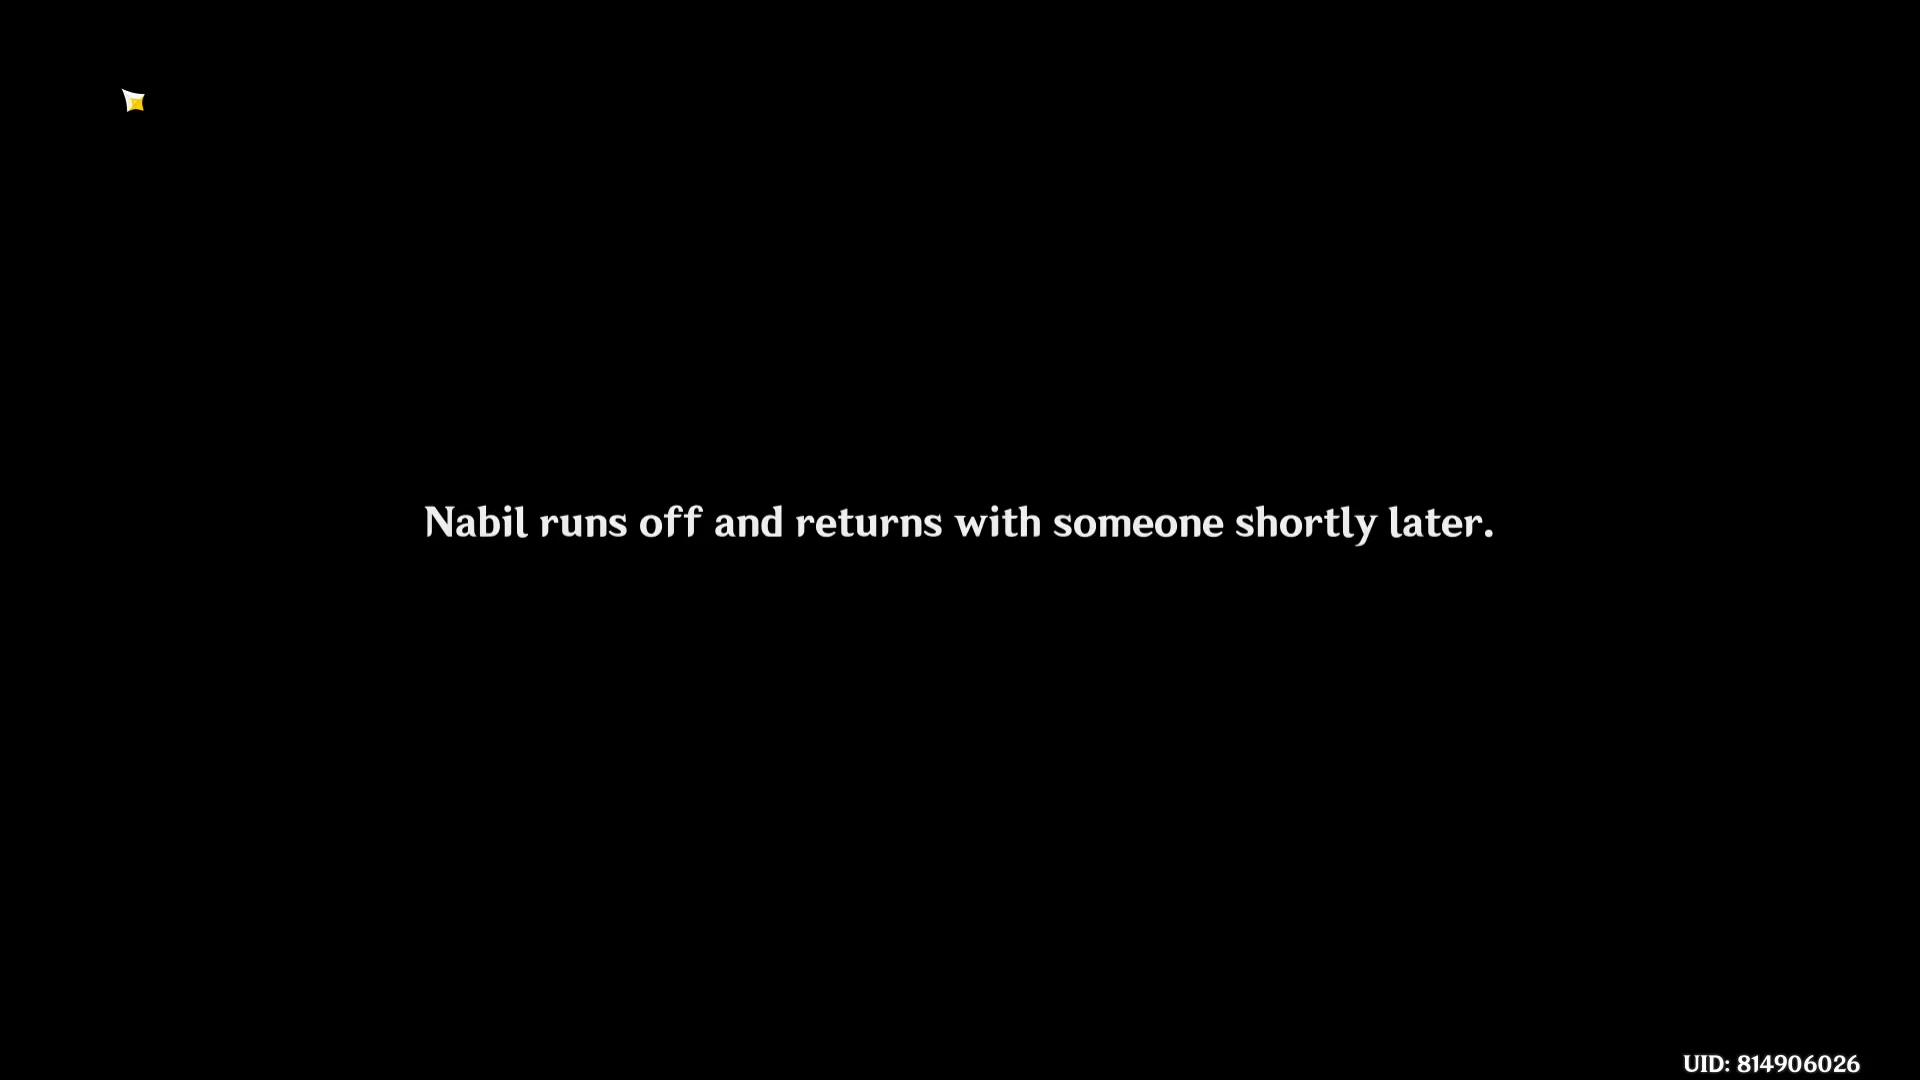 Nabil runs off and returns with someone shortly later.
UID: 814906026